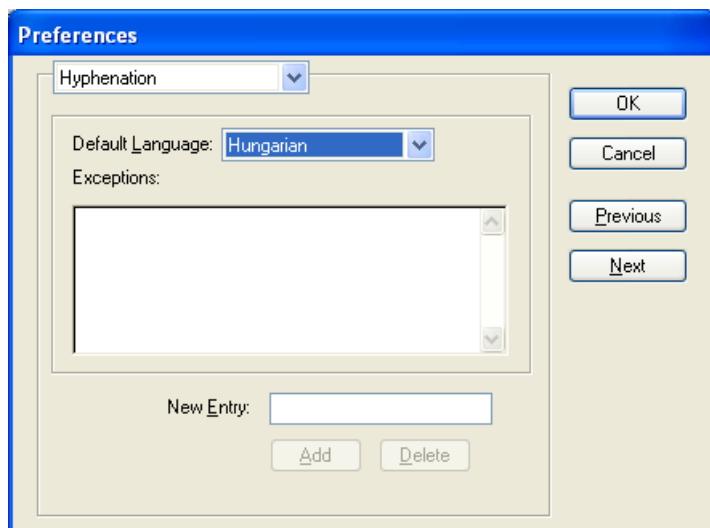 Preferences
Hyphenation
OK
Default Language: Hungarian
Cancel
Exceptions:
Previous
Next
New Entry:
Add Delete